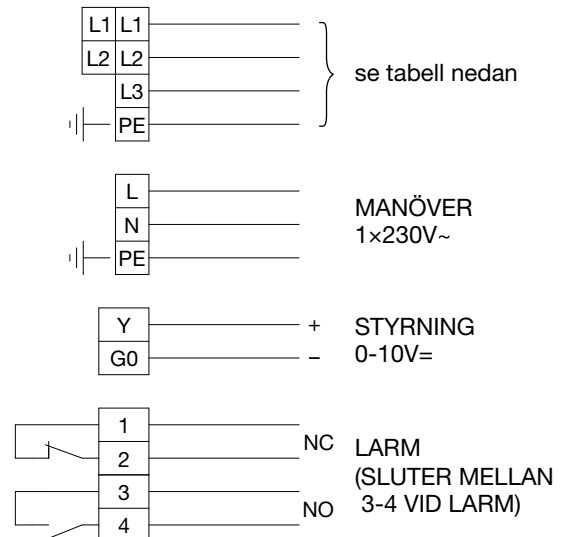 L1 L1
L2 L2
L3
PE
se tabell nedan
L
N
PE
MANÖVER
1×230V~
Y +
G0 −
STYRNING
0-10V=
1
2
NC
3
4
NO
LARM
(SLUTER MELLAN
3-4 VID LARM)